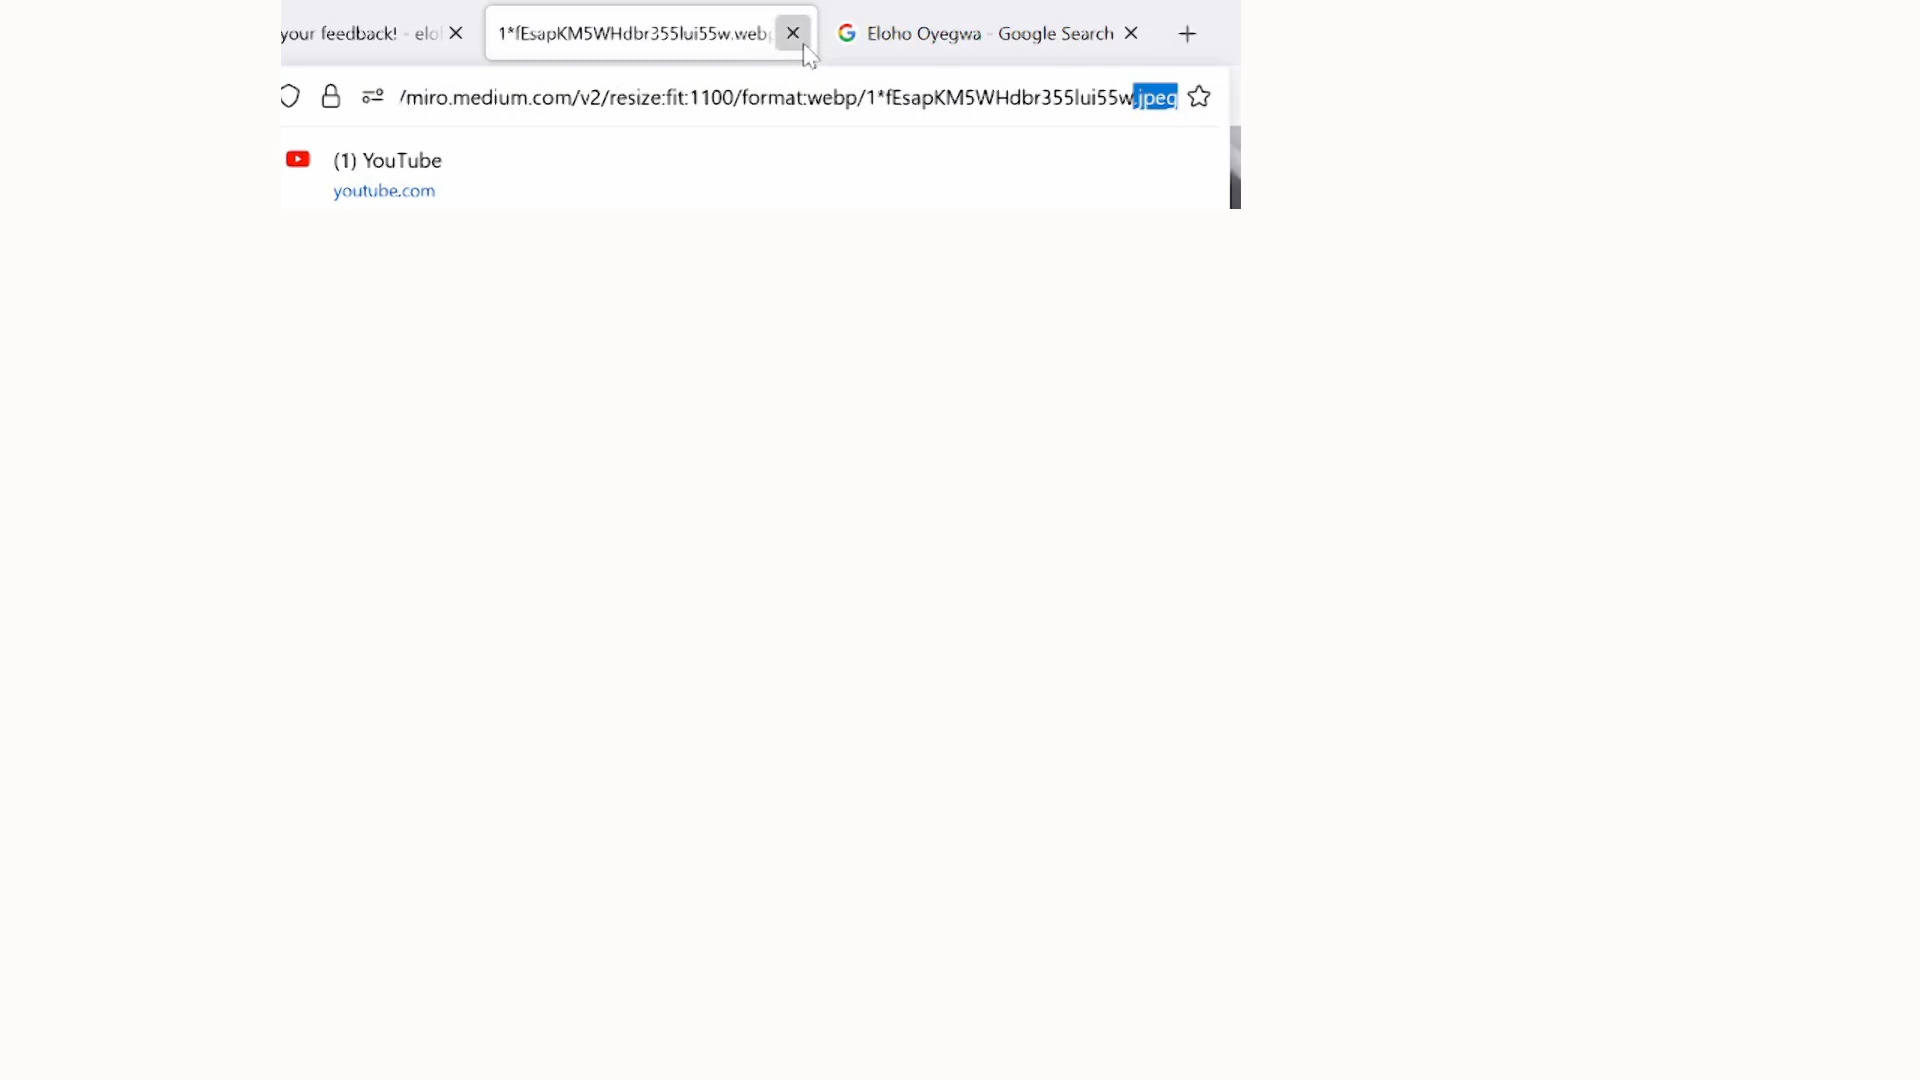 your feedback! - elo
1*fEsapKM5WHdbr355lui55w.web
Eloho Oyegwa - Google Search
/miro.medium.com/v2/resize:fit:1100/format:webp/1*fEsapKM5WHdbr355lui55w.jpeg
(1) YouTube
youtube.com